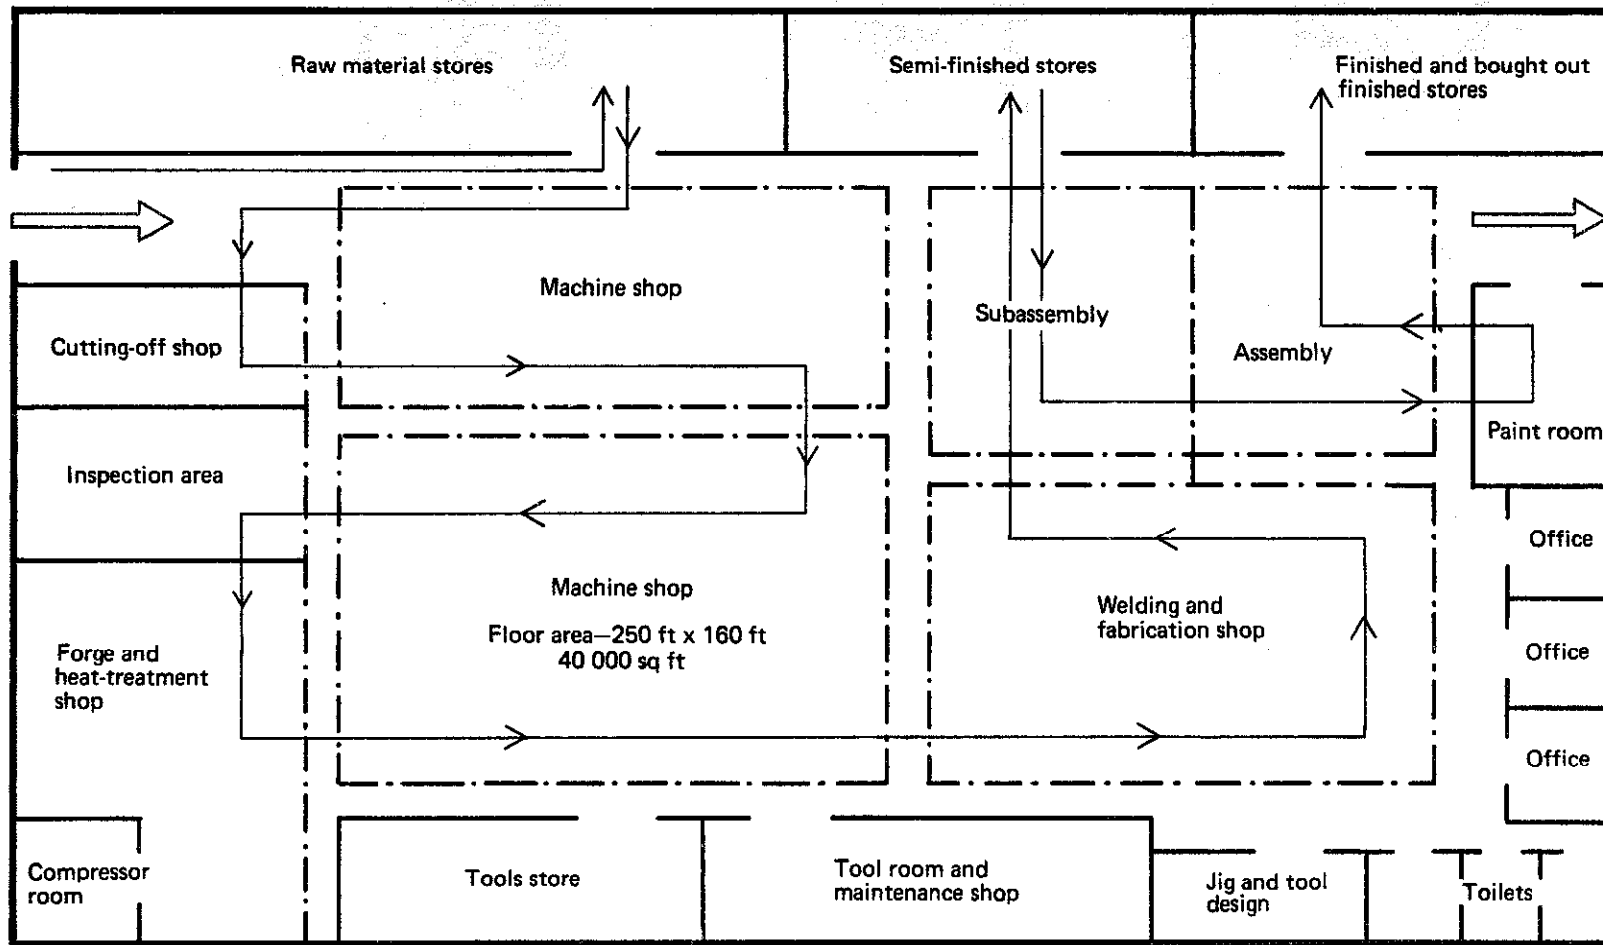 Raw material stores
Semi-finished stores
Finished and bought out
finished stores
Machine shop
Cutting-off shop
Subassembly
Assembly
Paint room
Inspection area
Office
Machine shop
Floor area—250 ft x 160 ft
40 000 sq ft
Welding and
fabrication shop
Forge and
heat-treatment
shop
Office
Office
Compressor
room
Tools store
Tool room and
maintenance shop
Jig and tool
design
Toilets